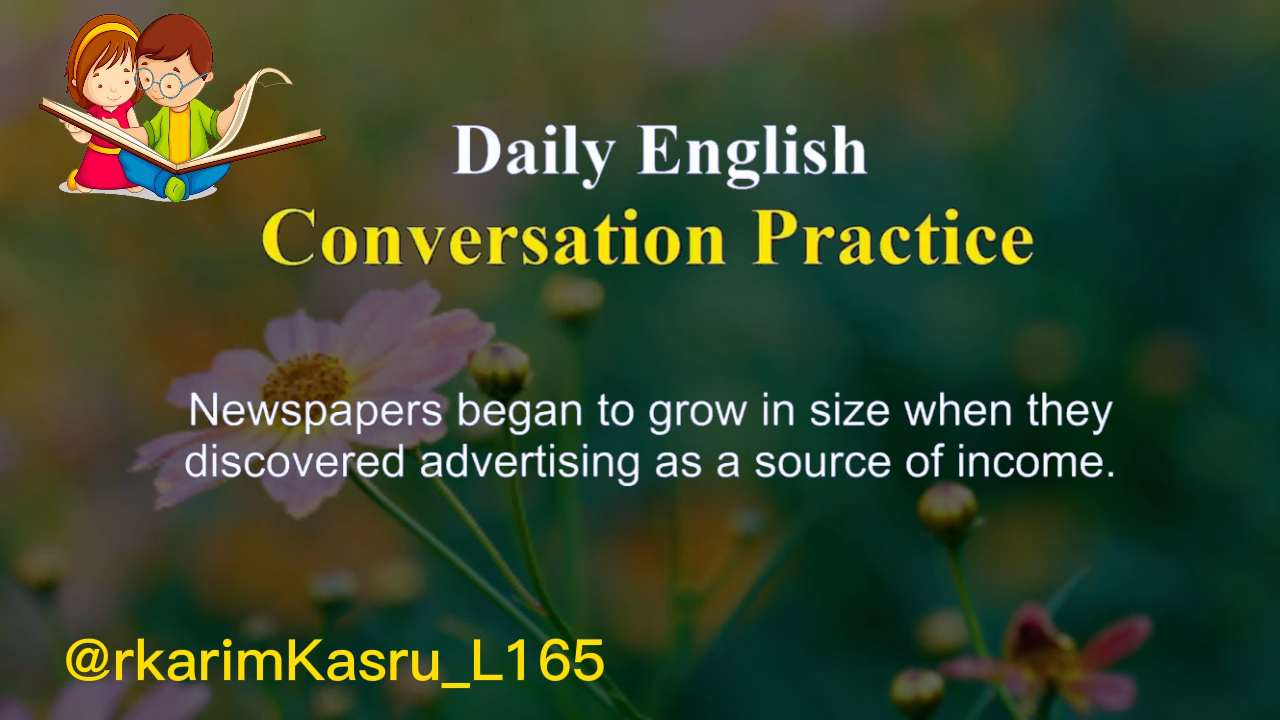 Daily English
Conversation Practice
Newspapers began to grow in size when they
discovered advertising as a source of income.
@rkarimKasru_L165